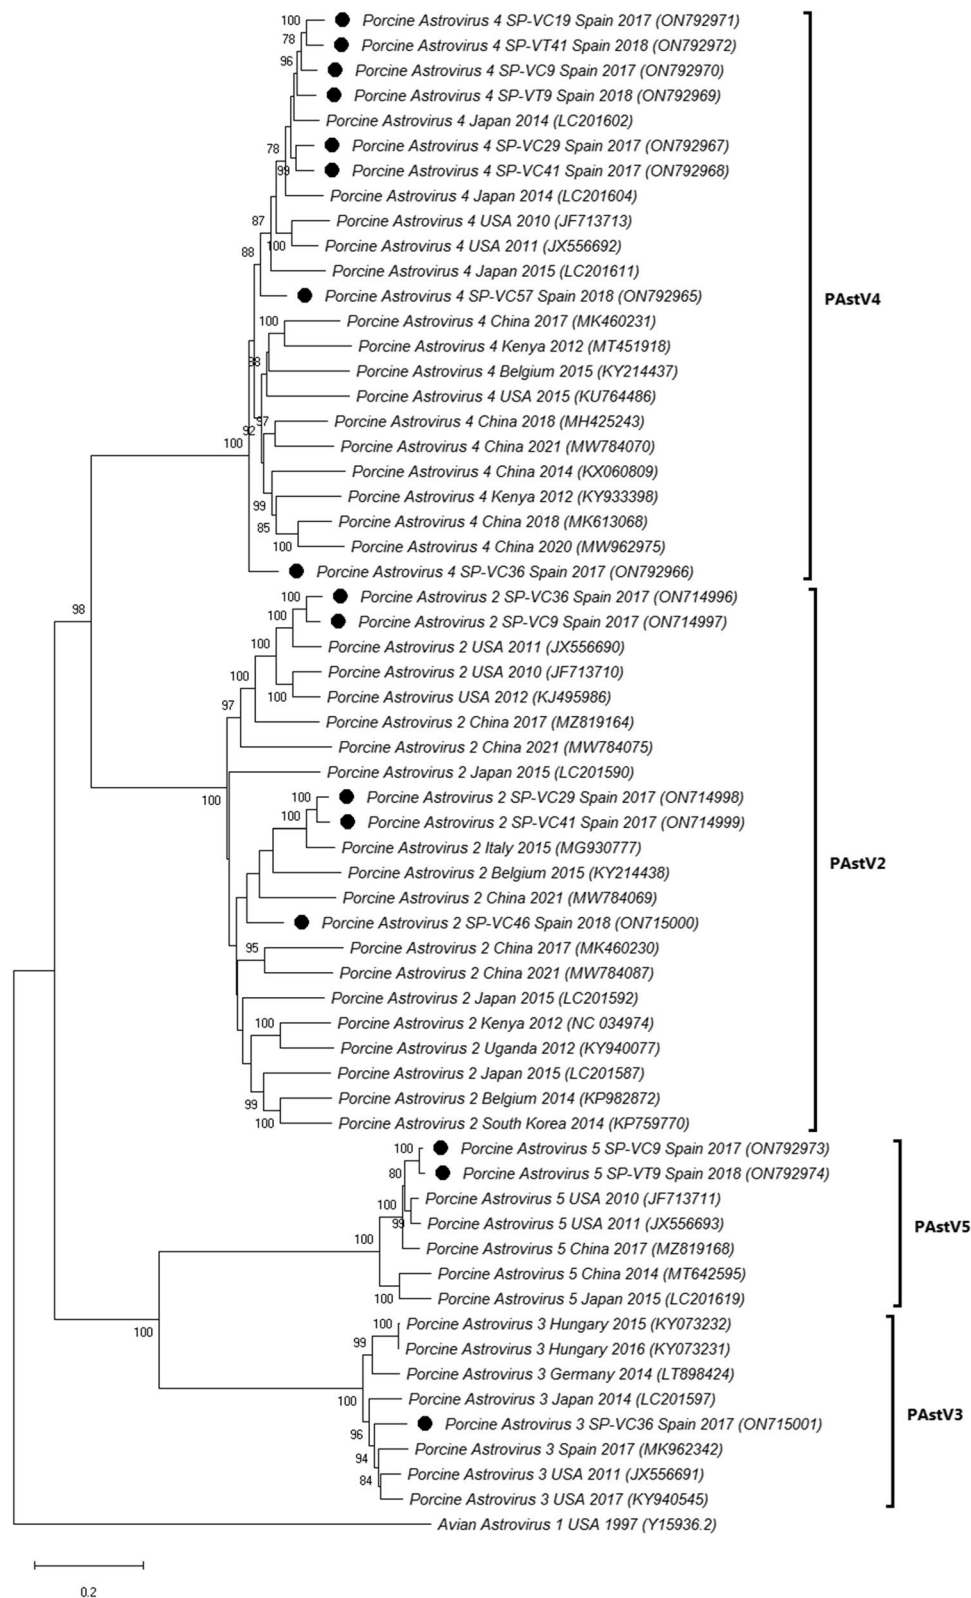 100
Porcine Astrovirus 4 SP-VC19 Spain 2017 (ON792971)
78
Porcine Astrovirus 4 SP-VT41 Spain 2018 (ON792972)
96
Porcine Astrovirus 4 SP-VC9 Spain 2017 (ON792970)
Porcine Astrovirus 4 SP-VT9 Spain 2018 (ON792969)
Porcine Astrovirus 4 Japan 2014 (LC201602)
78
Porcine Astrovirus 4 SP-VC29 Spain 2017 (ON792967)
99
Porcine Astrovirus 4 SP-VC41 Spain 2017 (ON792968)
Porcine Astrovirus 4 Japan 2014 (LC201604)
87
Porcine Astrovirus 4 USA 2010 (JF713713)
100
Porcine Astrovirus 4 USA 2011 (JX556692)
88
Porcine Astrovirus 4 Japan 2015 (LC201611)
Porcine Astrovirus 4 SP-VC57 Spain 2018 (ON792965)
PAstV4
100
Porcine Astrovirus 4 China 2017 (MK460231)
Porcine Astrovirus 4 Kenya 2012 (MT451918)
88
Porcine Astrovirus 4 Belgium 2015 (KY214437)
Porcine Astrovirus 4 USA 2015 (KU764486)
97
Porcine Astrovirus 4 China 2018 (MH425243)
92
100
Porcine Astrovirus 4 China 2021 (MW784070)
Porcine Astrovirus 4 China 2014 (KX060809)
99
Porcine Astrovirus 4 Kenya 2012 (KY933398)
85
Porcine Astrovirus 4 China 2018 (MK613068)
100
Porcine Astrovirus 4 China 2020 (MW962975)
Porcine Astrovirus 4 SP-VC36 Spain 2017 (ON792966)
98
100
Porcine Astrovirus 2 SP-VC36 Spain 2017 (ON714996)
100
Porcine Astrovirus 2 SP-VC9 Spain 2017 (ON714997)
100
Porcine Astrovirus 2 USA 2011 (JX556690)
100
Porcine Astrovirus 2 USA 2010 (JF713710)
100
Porcine Astrovirus USA 2012 (KJ495986)
97
Porcine Astrovirus 2 China 2017 (MZ819164)
Porcine Astrovirus 2 China 2021 (MW784075)
Porcine Astrovirus 2 Japan 2015 (LC201590)
100
100
Porcine Astrovirus 2 SP-VC29 Spain 2017 (ON714998)
100
Porcine Astrovirus 2 SP-VC41 Spain 2017 (ON714999)
Porcine Astrovirus 2 Italy 2015 (MG930777)
PAstV2
Porcine Astrovirus 2 Belgium 2015 (KY214438)
Porcine Astrovirus 2 China 2021 (MW784069)
Porcine Astrovirus 2 SP-VC46 Spain 2018 (ON715000)
95
Porcine Astrovirus 2 China 2017 (MK460230)
Porcine Astrovirus 2 China 2021 (MW784087)
Porcine Astrovirus 2 Japan 2015 (LC201592)
100
Porcine Astrovirus 2 Kenya 2012 (NC 034974)
Porcine Astrovirus 2 Uganda 2012 (KY940077)
Porcine Astrovirus 2 Japan 2015 (LC201587)
99
Porcine Astrovirus 2 Belgium 2014 (KP982872)
100
Porcine Astrovirus 2 South Korea 2014 (KP759770)
100
Porcine Astrovirus 5 SP-VC9 Spain 2017 (ON792973)
80
Porcine Astrovirus 5 SP-VT9 Spain 2018 (ON792974)
100
Porcine Astrovirus 5 USA 2010 (JF713711)
99
Porcine Astrovirus 5 USA 2011 (JX556693)
PAstV5
100
Porcine Astrovirus 5 China 2017 (MZ819168)
Porcine Astrovirus 5 China 2014 (MT642595)
100
Porcine Astrovirus 5 Japan 2015 (LC201619)
100
100
Porcine Astrovirus 3 Hungary 2015 (KY073232)
99
Porcine Astrovirus 3 Hungary 2016 (KY073231)
Porcine Astrovirus 3 Germany 2014 (LT898424)
100
Porcine Astrovirus 3 Japan 2014 (LC201597)
PAstV3
Porcine Astrovirus 3 SP-VC36 Spain 2017 (ON715001)
96
Porcine Astrovirus 3 Spain 2017 (MK962342)
94
Porcine Astrovirus 3 USA 2011 (JX556691)
84
Porcine Astrovirus 3 USA 2017 (KY940545)
Avian Astrovirus 1 USA 1997 (Y15936.2)
0.2